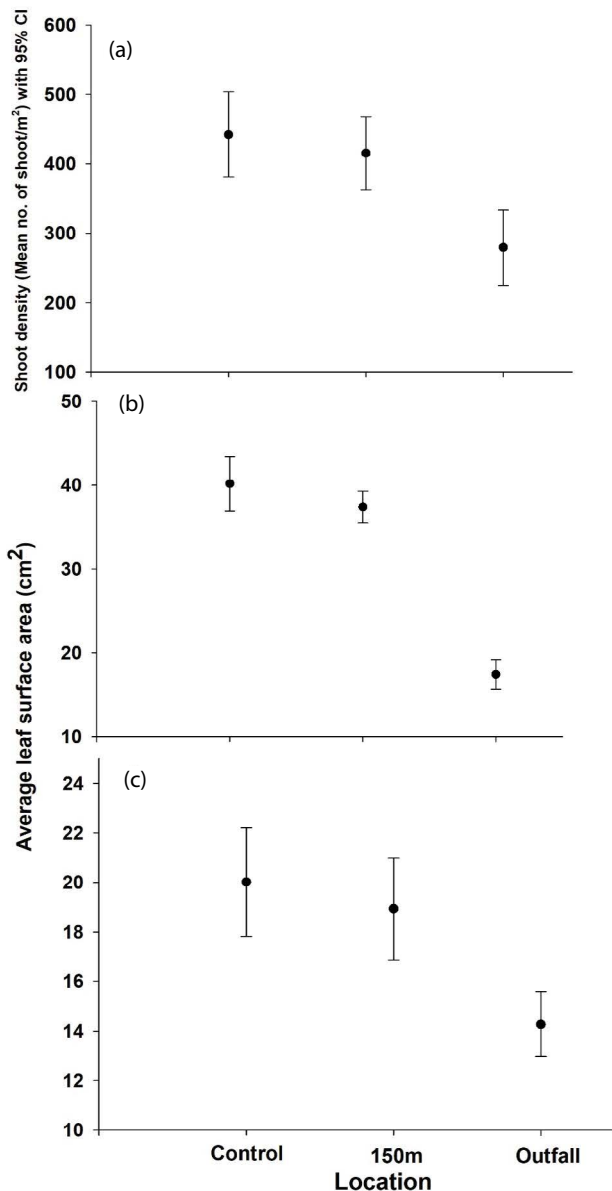 Shoot density (Mean no. of shoot/m²) with 95% CI
(a)
600
500
400
300
200
100
Average leaf surface area (cm²)
(b)
50
40
30
20
10
(c)
24
22
20
18
16
14
12
10
Control 150m Outfall
Location